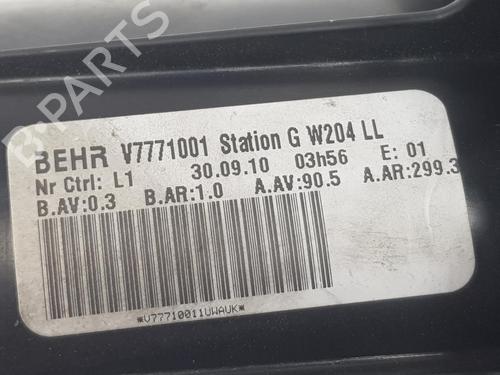 B-PARTS
BEHR V7771001 Station G W204 LL
Nr Ctrl: L1 30.09.10 03h56 E: 01
B.AV:0.3 B.AR:1.0 A.AV:90.5 A.AR:299.3
*V77710011UWAUK*